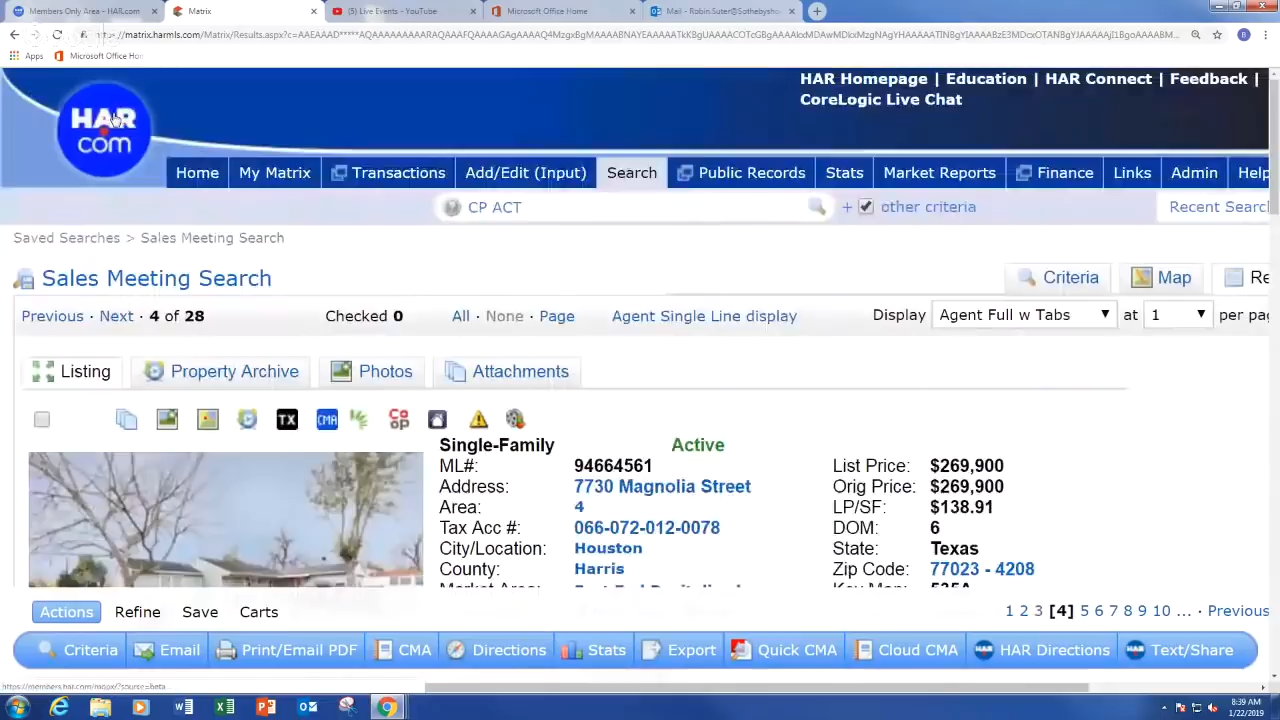 Members Only Area - HAR.com
Matrix
(5) Live Events - YouTube
Microsoft Office Home
Mail - Robin.Suter@Sothebysho
Apps
Microsoft Office Ho
HAR Homepage | Education | HAR Connect | Feedback |
CoreLogic Live Chat
HAR
com
Home
My Matrix
Transactions
Add/Edit (Input)
Search
Public Records
Stats
Market Reports
Finance
Links
Admin
Help
CP ACT
+ other criteria
Recent Searc
Saved Searches > Sales Meeting Search
Sales Meeting Search
Criteria
Map
Re
Previous · Next · 4 of 28
Checked 0
All · None · Page
Agent Single Line display
Display Agent Full w Tabs at 1 per pag
Listing
Property Archive
Photos
Attachments
TX
CMA
Co
op
Single-Family Active
ML#: 94664561 List Price: $269,900
Address: 7730 Magnolia Street Orig Price: $269,900
Area: 4 LP/SF: $138.91
Tax Acc #: 066-072-012-0078 DOM: 6
City/Location: Houston State: Texas
County: Harris Zip Code: 77023 - 4208
Actions
Refine
Save
Carts
1 2 3 [4] 5 6 7 8 9 10 ... · Previous
Criteria
Email
Print/Email PDF
CMA
Directions
Stats
Export
Quick CMA
Cloud CMA
HAR Directions
Text/Share
8:39 AM
1/22/2019